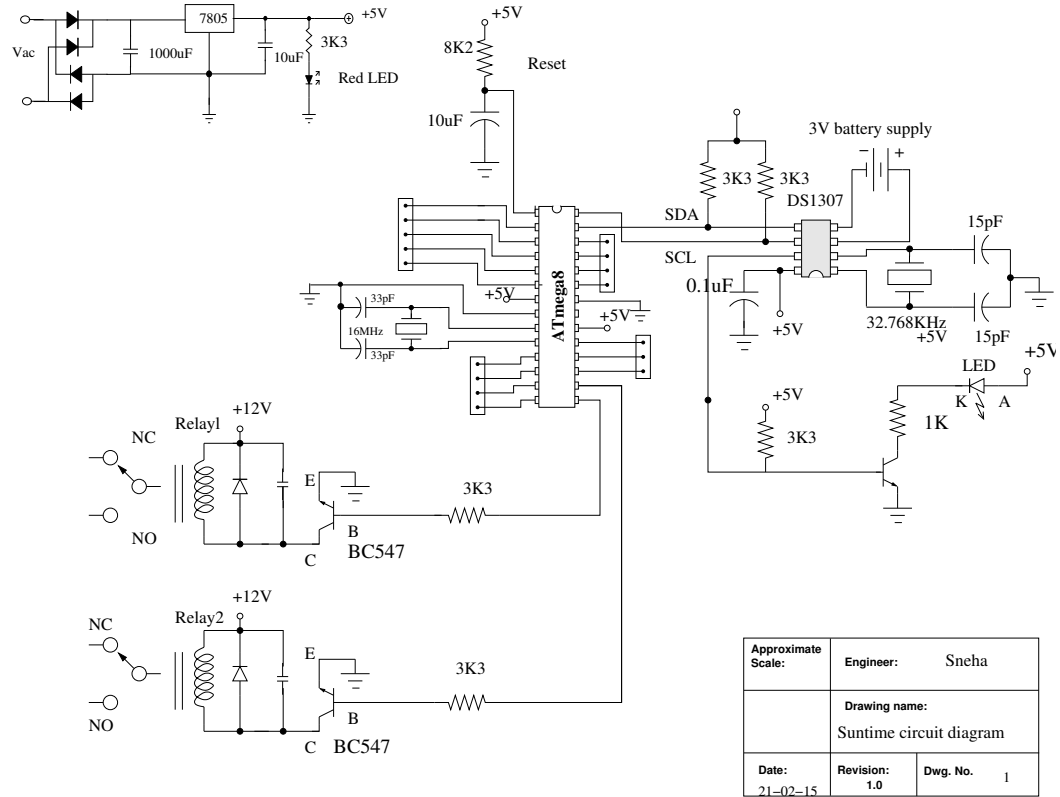 +5V
7805
Vac
1000uF
10uF
3K3
Red LED
+5V
8K2
Reset
10uF
3V battery supply
− +
3K3
3K3
DS1307
SDA
SCL
15pF
0.1uF
+5V
32.768KHz
+5V
15pF
ATmega8
+5V
+5V
33pF
16MHz
33pF
LED
+5V
K A
1K
+5V
3K3
+12V
Relay1
NC
NO
E
B
C
BC547
3K3
+12V
Relay2
NC
NO
E
B
C
BC547
3K3
Approximate
Scale:
Engineer: Sneha
Drawing name:
Suntime circuit diagram
Date:
21−02−15
Revision:
1.0
Dwg. No. 1